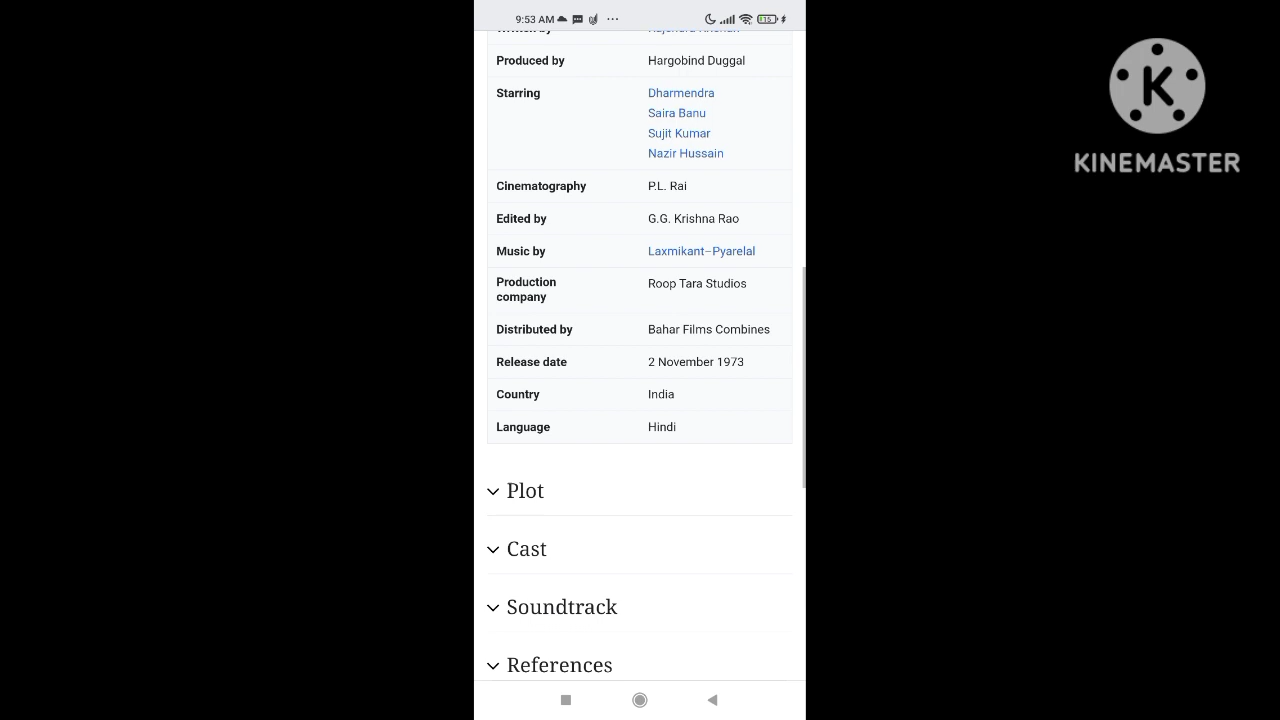 9:53 AM
15
Produced by
Hargobind Duggal
Starring
Dharmendra
Saira Banu
Sujit Kumar
Nazir Hussain
Cinematography
P.L. Rai
Edited by
G.G. Krishna Rao
Music by
Laxmikant–Pyarelal
Production
company
Roop Tara Studios
Distributed by
Bahar Films Combines
Release date
2 November 1973
Country
India
Language
Hindi
Plot
Cast
Soundtrack
References
K
KINEMASTER